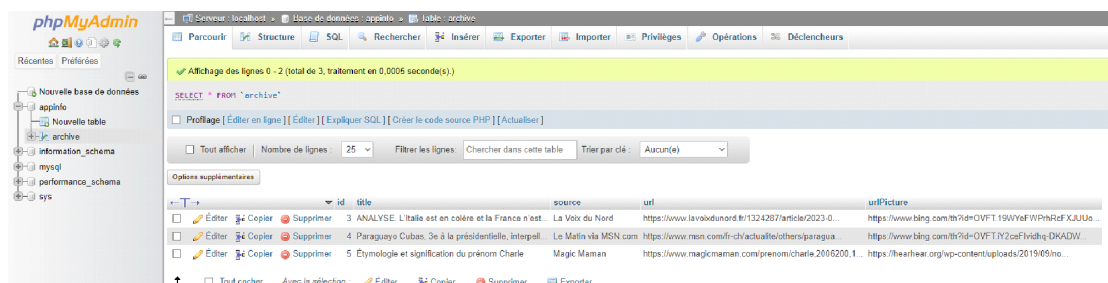 phpMyAdmin
Récentes Préférées
Nouvelle base de données
appinfo
Nouvelle table
archive
information_schema
mysql
performance_schema
sys
Serveur : localhost » Base de données : appinfo » Table : archive
Parcourir Structure SQL Rechercher Insérer Exporter Importer Privilèges Opérations Déclencheurs
Affichage des lignes 0 - 2 (total de 3, traitement en 0,0005 seconde(s).)
SELECT * FROM `archive`
Profilage [ Éditer en ligne ] [ Éditer ] [ Expliquer SQL ] [ Créer le code source PHP ] [ Actualiser ]
Tout afficher Nombre de lignes : 25 Filtrer les lignes: Chercher dans cette table Trier par clé : Aucun(e)
Options supplémentaires
←T→ id title source url urlPicture
Éditer Copier Supprimer 3 ANALYSE. L'Italie est en colère et la France n'est... La Voix du Nord https://www.lavoixdunord.fr/1324287/article/2023-0... https://www.bing.com/th?id=OVFT.19WYeFWPrhRcFXJUUo...
Éditer Copier Supprimer 4 Paraguayo Cubas, 3e à la présidentielle, interpell... Le Matin via MSN.com https://www.msn.com/fr-ch/actualite/others/paragua... https://www.bing.com/th?id=OVFT.lY2ceFIvidhq-DKADW...
Éditer Copier Supprimer 5 Étymologie et signification du prénom Charle Magic Maman https://www.magicmaman.com/prenom/charle,2006200,1... https://hearhear.org/wp-content/uploads/2019/09/no...
Tout cocher Avec la sélection : Éditer Copier Supprimer Exporter